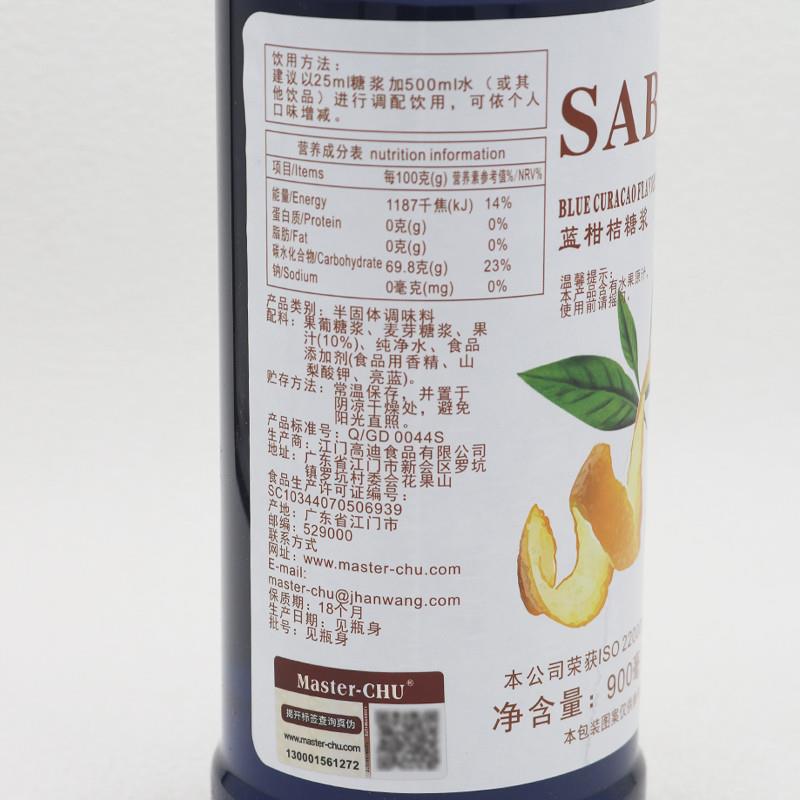 饮用方法：
建议以25ml糖浆加500ml水（或其
他饮品）进行调配饮用，可依个人
口味增减。
营养成分表 nutrition information
项目/Items 每100克(g) 营养素参考值%/NRV%
能量/Energy 1187千焦(kJ) 14%
蛋白质/Protein 0克(g) 0%
脂肪/Fat 0克(g) 0%
碳水化合物/Carbohydrate 69.8克(g) 23%
钠/Sodium 0毫克(mg) 0%
产品类别：半固体调味料
配料：果葡糖浆、麦芽糖浆、果
汁(10%)、纯净水、食品
添加剂(食品用香精、山
梨酸钾、亮蓝)。
贮存方法：常温保存，并置于
阴凉干燥处，避免
阳光直照。
产品标准号：Q/GD 0044S
生产商：江门高迪食品有限公司
地址：广东省江门市新会区罗坑
镇罗坑村委会花果山
食品生产许可证编号：
SC10344070506939
产地：广东省江门市
邮编：529000
联系方式
网址：www.master-chu.com
E-mail:
master-chu@jhanwang.com
保质期：18个月
生产日期：见瓶身
批号：见瓶身
Master-CHU®
揭开标签查询真伪
www.master-chu.com
130001561272
SAB
BLUE CURACAO FLAVO
蓝柑桔糖浆
温馨提示：
本产品含有水果原汁，
使用前请摇匀。
本公司荣获ISO 22000
净含量：900毫
本包装图案仅供